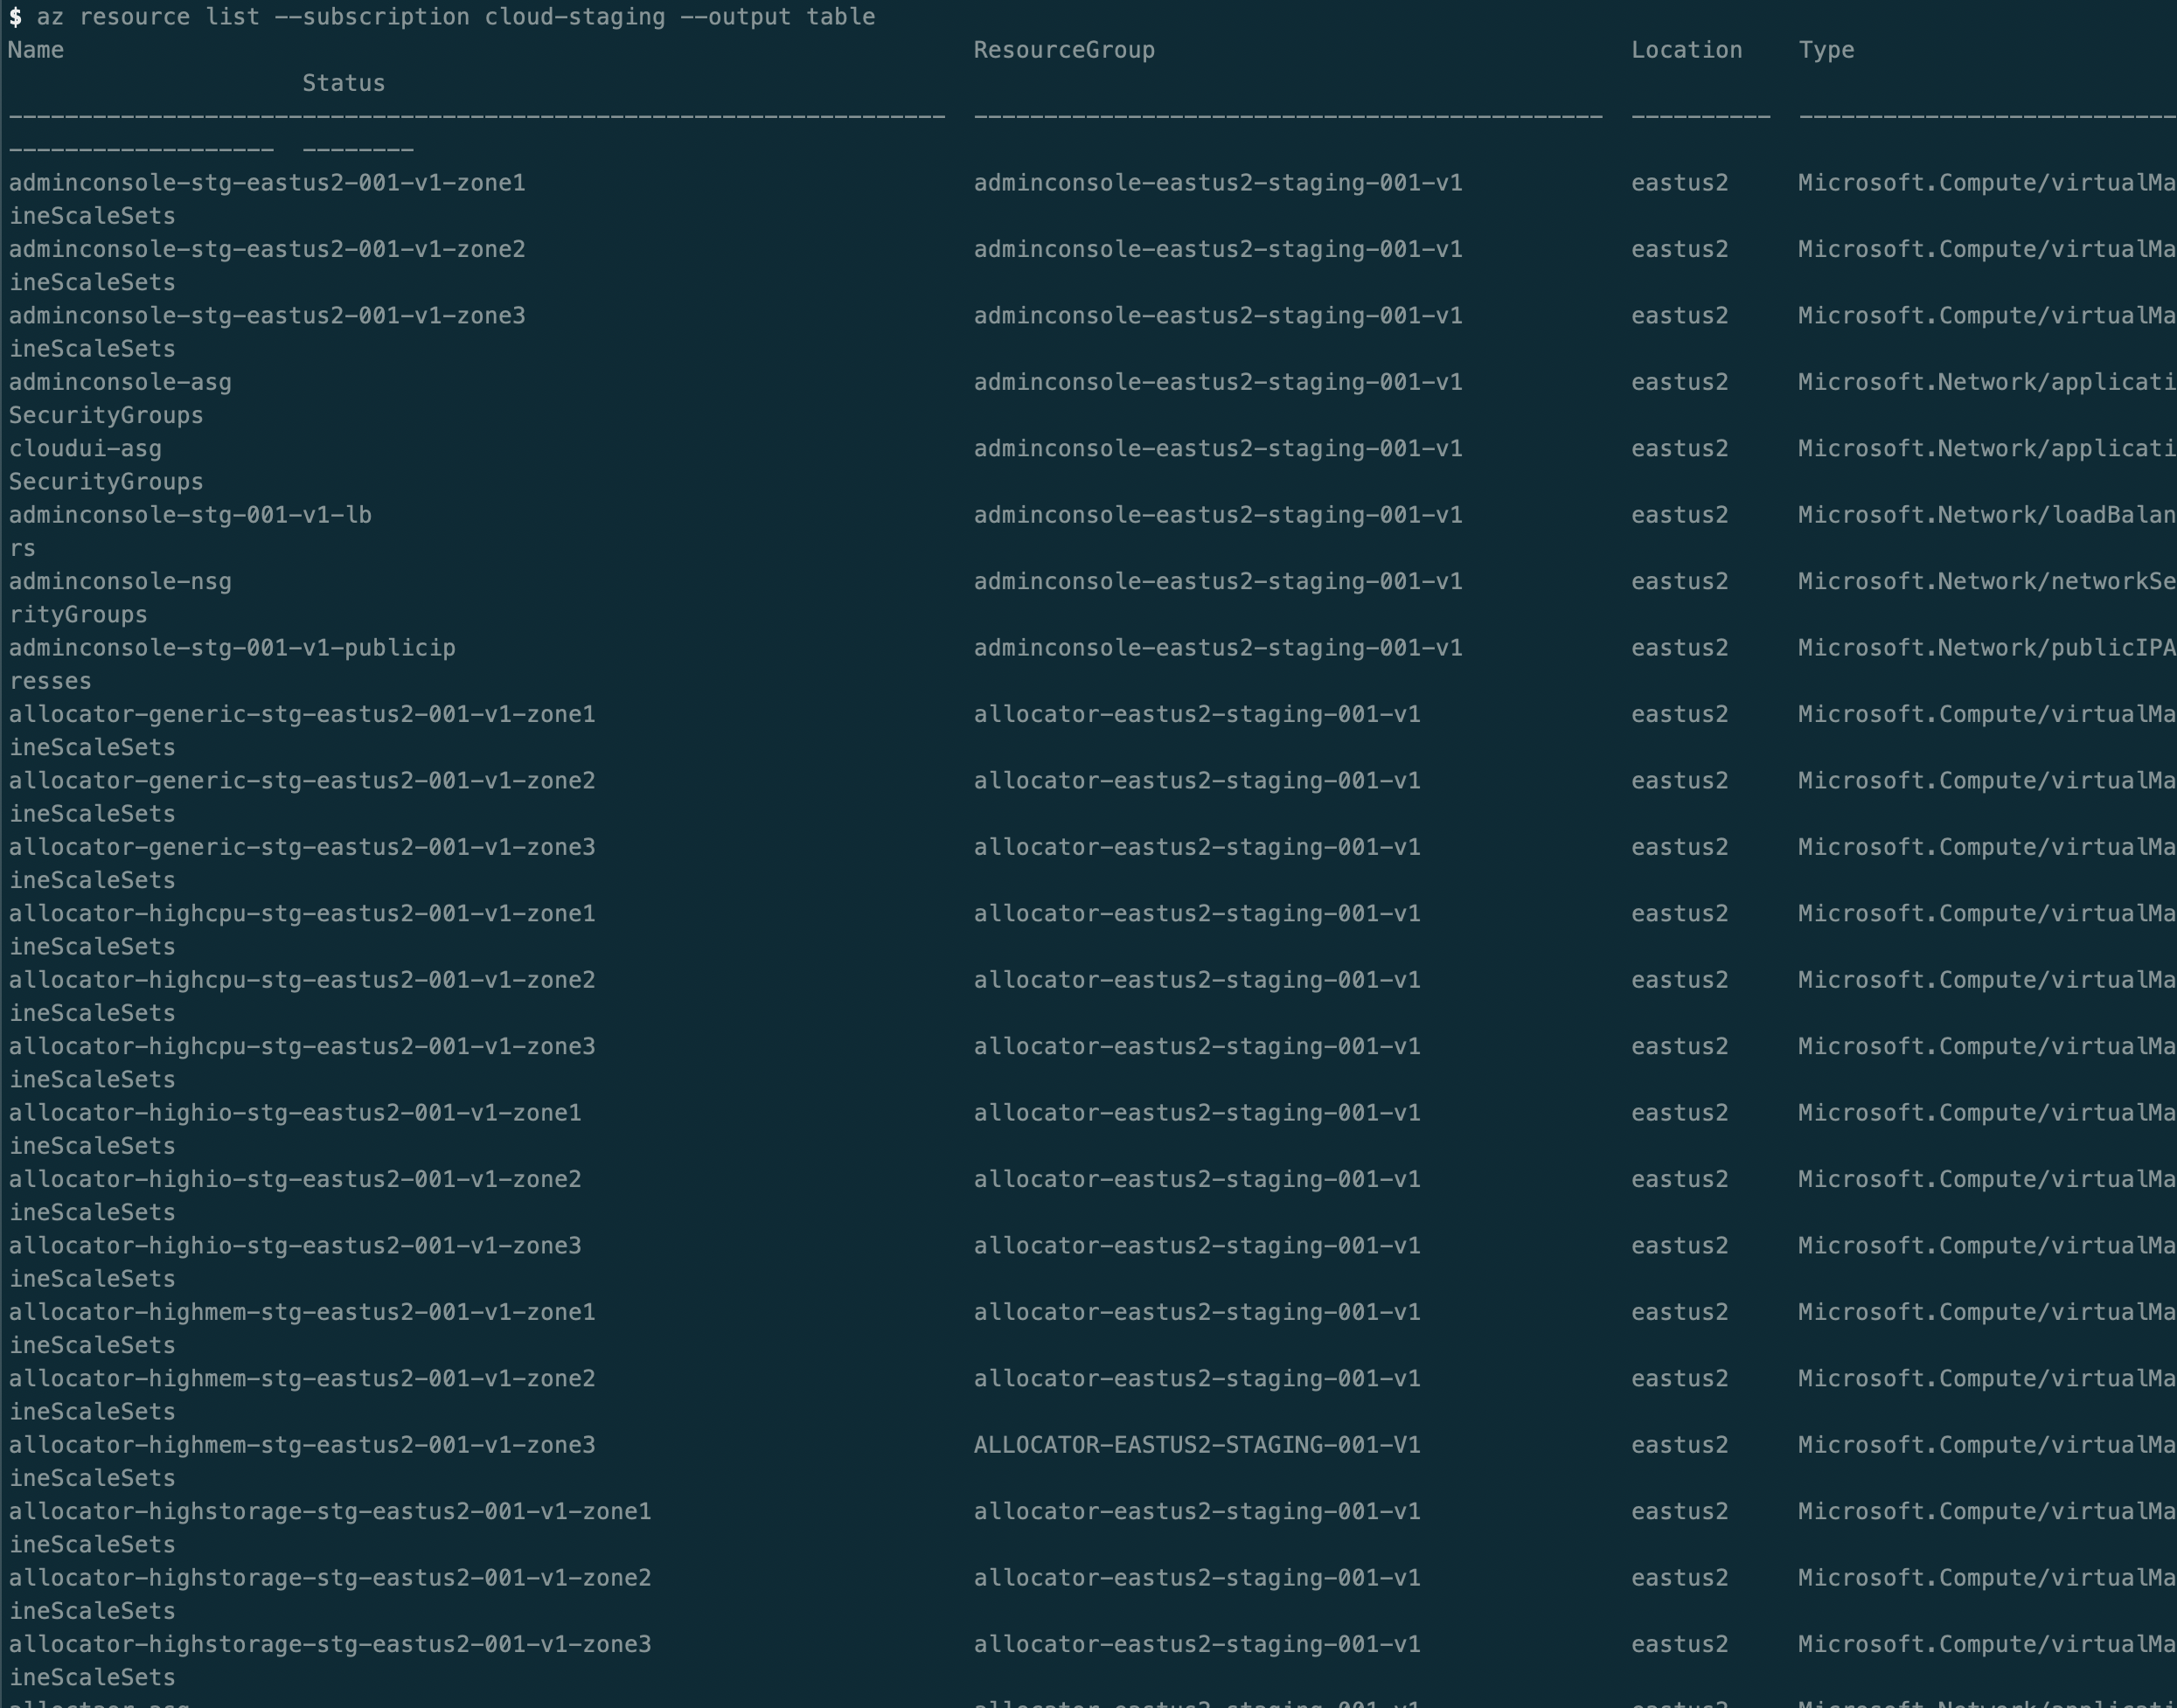 $ az resource list --subscription cloud-staging --output table
Name ResourceGroup Location Type
Status
------------------------------------------------------------------- --------------------------------------------- ---------- ---------------------------
------------------- --------
adminconsole-stg-eastus2-001-v1-zone1 adminconsole-eastus2-staging-001-v1 eastus2 Microsoft.Compute/virtualMa
ineScaleSets
adminconsole-stg-eastus2-001-v1-zone2 adminconsole-eastus2-staging-001-v1 eastus2 Microsoft.Compute/virtualMa
ineScaleSets
adminconsole-stg-eastus2-001-v1-zone3 adminconsole-eastus2-staging-001-v1 eastus2 Microsoft.Compute/virtualMa
ineScaleSets
adminconsole-asg adminconsole-eastus2-staging-001-v1 eastus2 Microsoft.Network/applicati
SecurityGroups
cloudui-asg adminconsole-eastus2-staging-001-v1 eastus2 Microsoft.Network/applicati
SecurityGroups
adminconsole-stg-001-v1-lb adminconsole-eastus2-staging-001-v1 eastus2 Microsoft.Network/loadBalan
rs
adminconsole-nsg adminconsole-eastus2-staging-001-v1 eastus2 Microsoft.Network/networkSe
rityGroups
adminconsole-stg-001-v1-publicip adminconsole-eastus2-staging-001-v1 eastus2 Microsoft.Network/publicIPA
resses
allocator-generic-stg-eastus2-001-v1-zone1 allocator-eastus2-staging-001-v1 eastus2 Microsoft.Compute/virtualMa
ineScaleSets
allocator-generic-stg-eastus2-001-v1-zone2 allocator-eastus2-staging-001-v1 eastus2 Microsoft.Compute/virtualMa
ineScaleSets
allocator-generic-stg-eastus2-001-v1-zone3 allocator-eastus2-staging-001-v1 eastus2 Microsoft.Compute/virtualMa
ineScaleSets
allocator-highcpu-stg-eastus2-001-v1-zone1 allocator-eastus2-staging-001-v1 eastus2 Microsoft.Compute/virtualMa
ineScaleSets
allocator-highcpu-stg-eastus2-001-v1-zone2 allocator-eastus2-staging-001-v1 eastus2 Microsoft.Compute/virtualMa
ineScaleSets
allocator-highcpu-stg-eastus2-001-v1-zone3 allocator-eastus2-staging-001-v1 eastus2 Microsoft.Compute/virtualMa
ineScaleSets
allocator-highio-stg-eastus2-001-v1-zone1 allocator-eastus2-staging-001-v1 eastus2 Microsoft.Compute/virtualMa
ineScaleSets
allocator-highio-stg-eastus2-001-v1-zone2 allocator-eastus2-staging-001-v1 eastus2 Microsoft.Compute/virtualMa
ineScaleSets
allocator-highio-stg-eastus2-001-v1-zone3 allocator-eastus2-staging-001-v1 eastus2 Microsoft.Compute/virtualMa
ineScaleSets
allocator-highmem-stg-eastus2-001-v1-zone1 allocator-eastus2-staging-001-v1 eastus2 Microsoft.Compute/virtualMa
ineScaleSets
allocator-highmem-stg-eastus2-001-v1-zone2 allocator-eastus2-staging-001-v1 eastus2 Microsoft.Compute/virtualMa
ineScaleSets
allocator-highmem-stg-eastus2-001-v1-zone3 ALLOCATOR-EASTUS2-STAGING-001-V1 eastus2 Microsoft.Compute/virtualMa
ineScaleSets
allocator-highstorage-stg-eastus2-001-v1-zone1 allocator-eastus2-staging-001-v1 eastus2 Microsoft.Compute/virtualMa
ineScaleSets
allocator-highstorage-stg-eastus2-001-v1-zone2 allocator-eastus2-staging-001-v1 eastus2 Microsoft.Compute/virtualMa
ineScaleSets
allocator-highstorage-stg-eastus2-001-v1-zone3 allocator-eastus2-staging-001-v1 eastus2 Microsoft.Compute/virtualMa
ineScaleSets